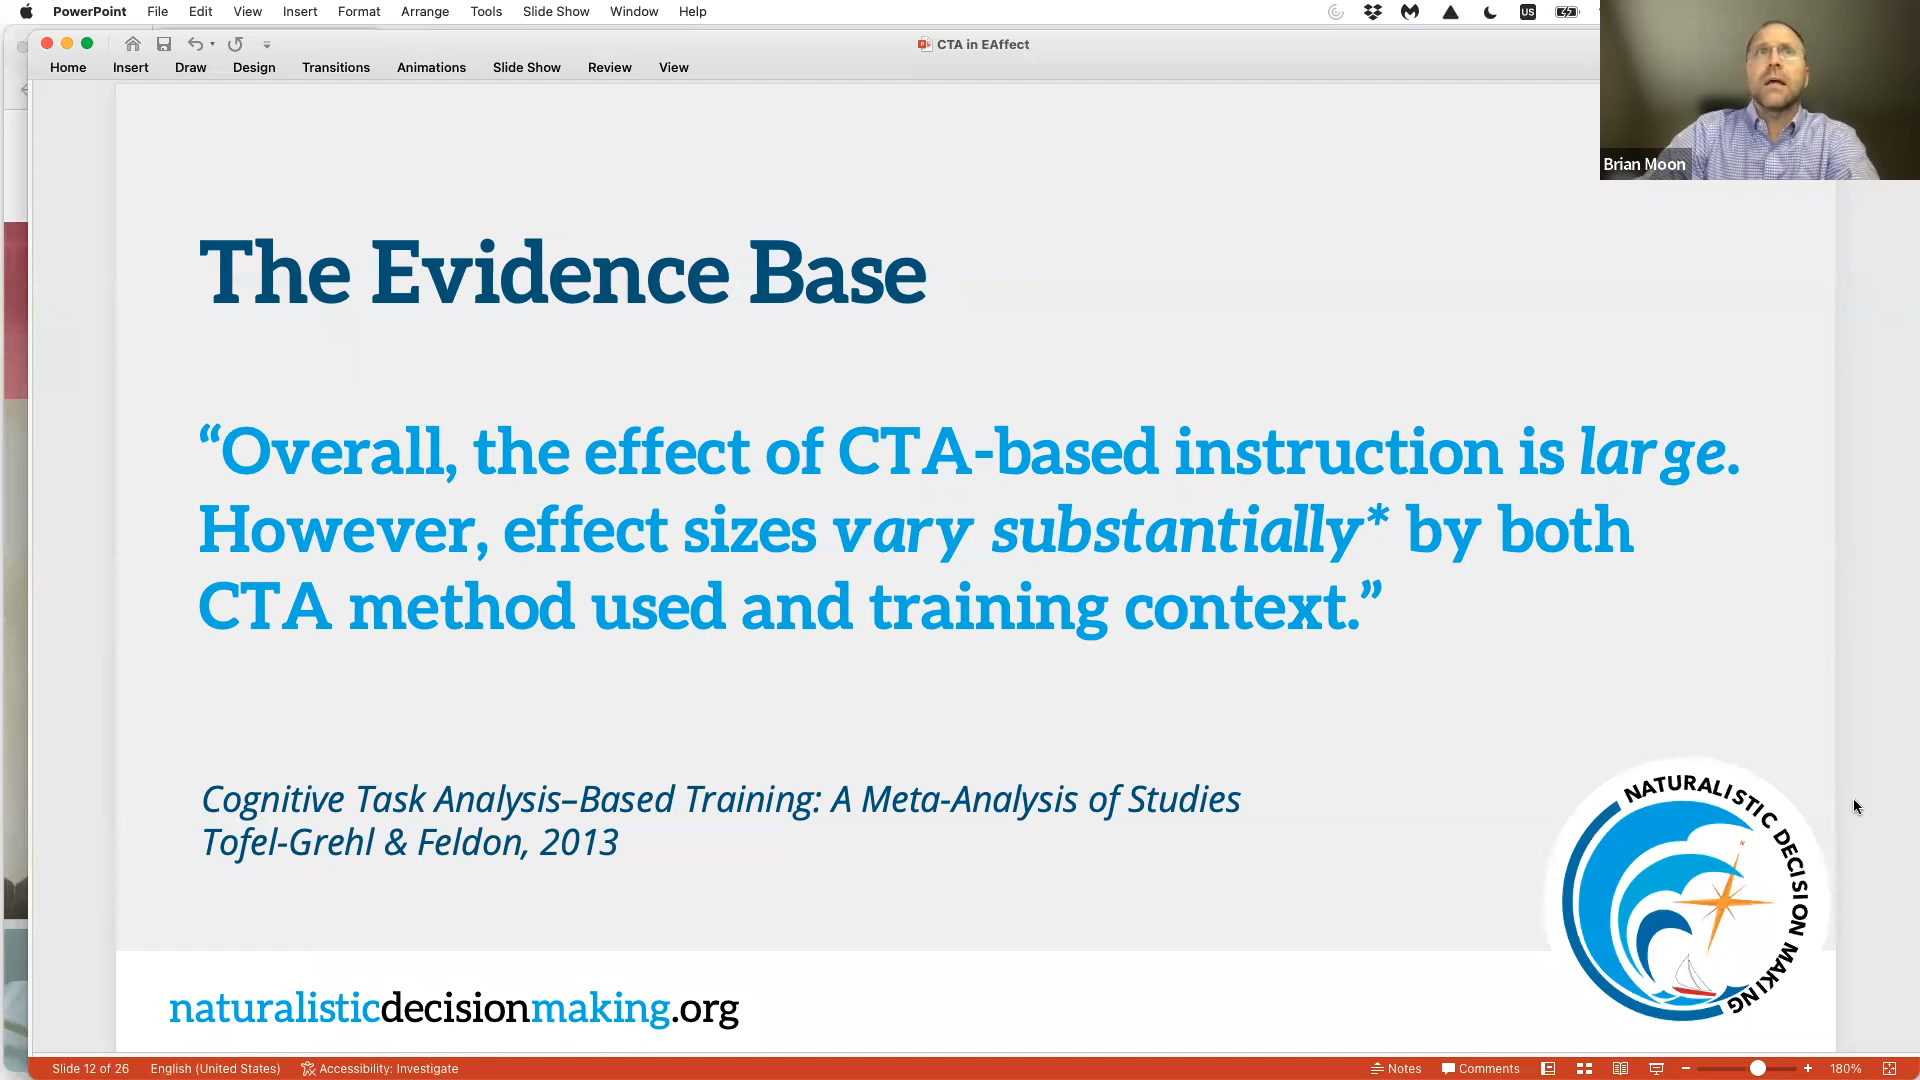 PowerPoint File Edit View Insert Format Arrange Tools Slide Show Window Help US
CTA in EAffect
Home Insert Draw Design Transitions Animations Slide Show Review View
Brian Moon
The Evidence Base
“Overall, the effect of CTA-based instruction is large.
However, effect sizes vary substantially* by both
CTA method used and training context.”
Cognitive Task Analysis–Based Training: A Meta-Analysis of Studies
Tofel-Grehl & Feldon, 2013
NATURALISTIC DECISION MAKING
N
naturalisticdecisionmaking.org
Slide 12 of 26 English (United States) Accessibility: Investigate Notes Comments 180%